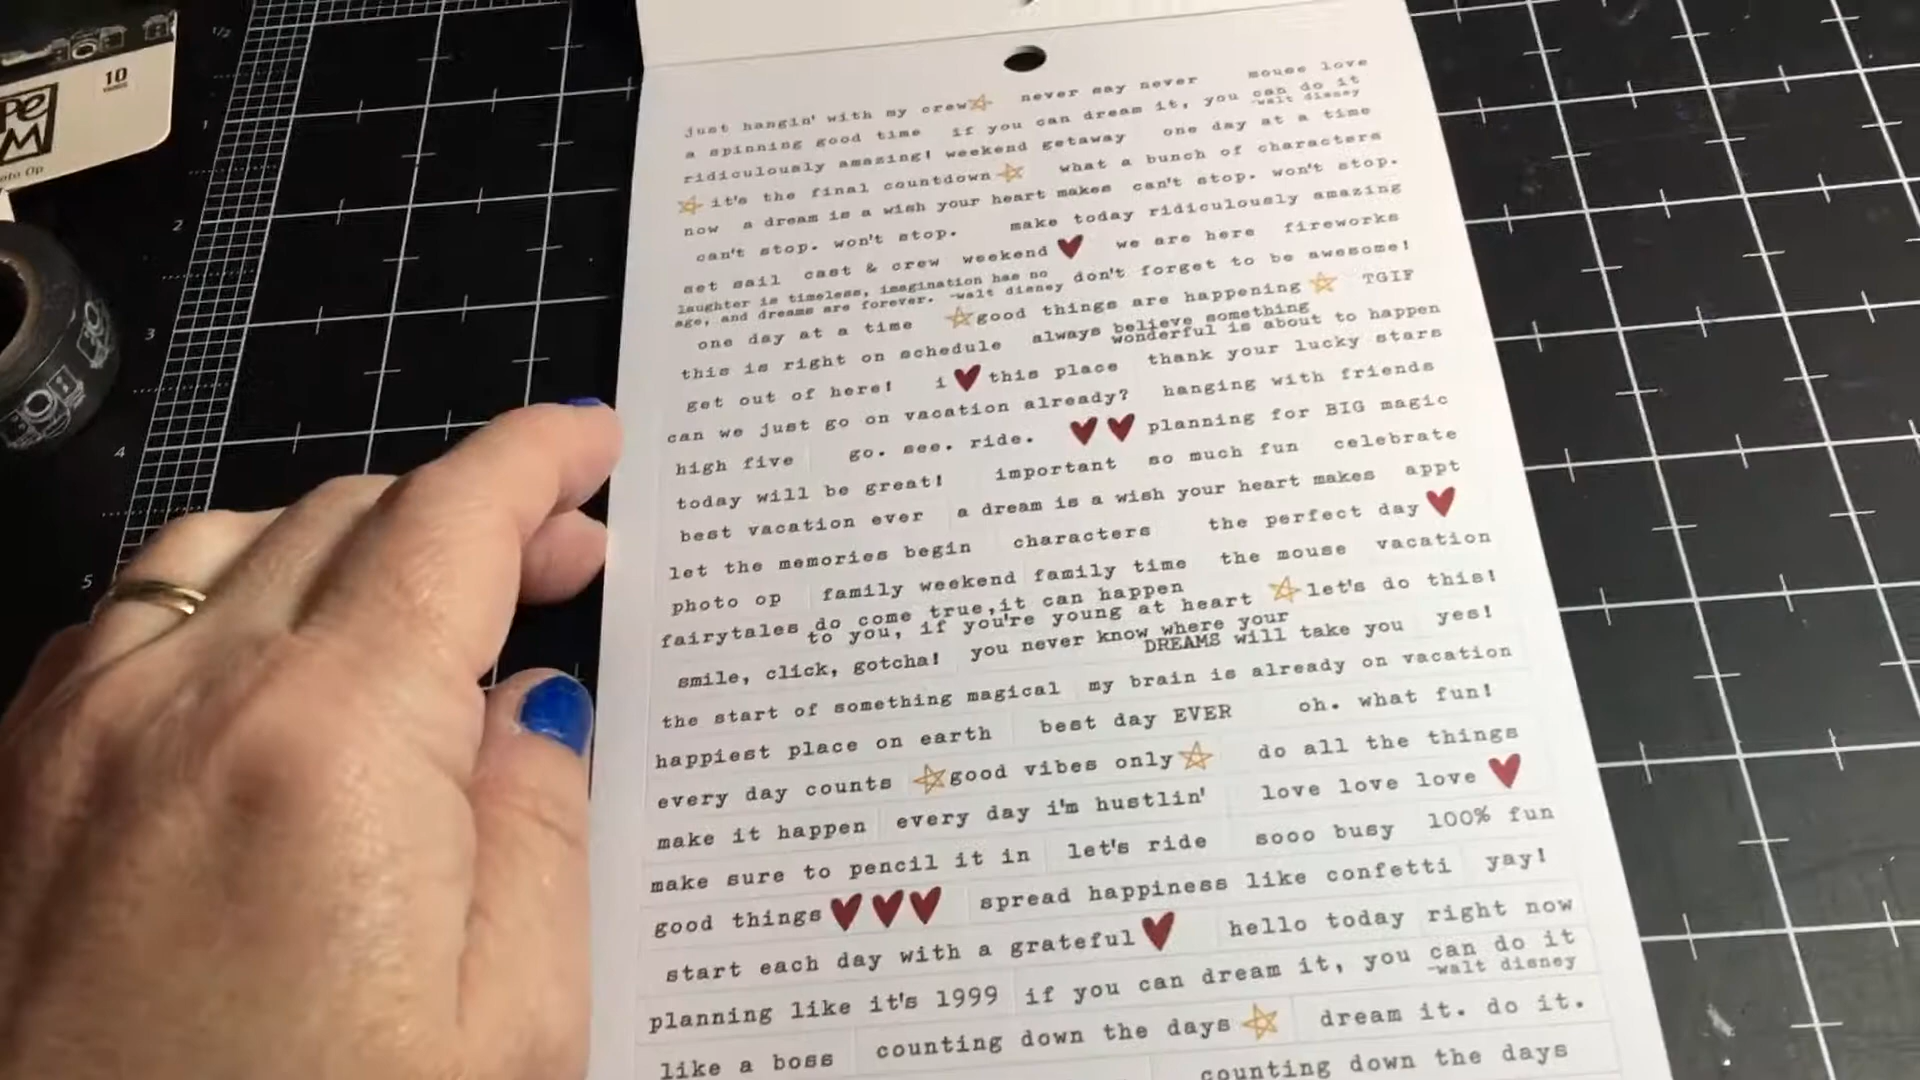 10
PE
M
oto Op
1
2
3
4
5
just hangin' with my crew never say never mouse love
a spinning good time if you can dream it, you can do it
-walt disney
ridiculously amazing! weekend getaway one day at a time
it's the final countdown what a bunch of characters
now a dream is a wish your heart makes can't stop. won't stop.
can't stop. won't stop. make today ridiculously amazing
set sail cast & crew weekend we are here fireworks
laughter is timeless, imagination has no
age, and dreams are forever. -walt disney don't forget to be awesome!
one day at a time good things are happening TGIF
this is right on schedule always believe something
wonderful is about to happen
get out of here! i this place thank your lucky stars
can we just go on vacation already? hanging with friends
high five go. see. ride. planning for BIG magic
today will be great! important so much fun celebrate
best vacation ever a dream is a wish your heart makes appt
let the memories begin characters the perfect day
photo op family weekend family time the mouse vacation
fairytales do come true,it can happen
to you, if you're young at heart let's do this!
smile, click, gotcha! you never know where your
DREAMS will take you yes!
the start of something magical my brain is already on vacation
happiest place on earth best day EVER oh. what fun!
every day counts good vibes only do all the things
make it happen every day i'm hustlin' love love love
make sure to pencil it in let's ride sooo busy 100% fun
good things spread happiness like confetti yay!
start each day with a grateful hello today right now
planning like it's 1999 if you can dream it, you can do it
-walt disney
like a boss counting down the days dream it. do it.
counting down the days